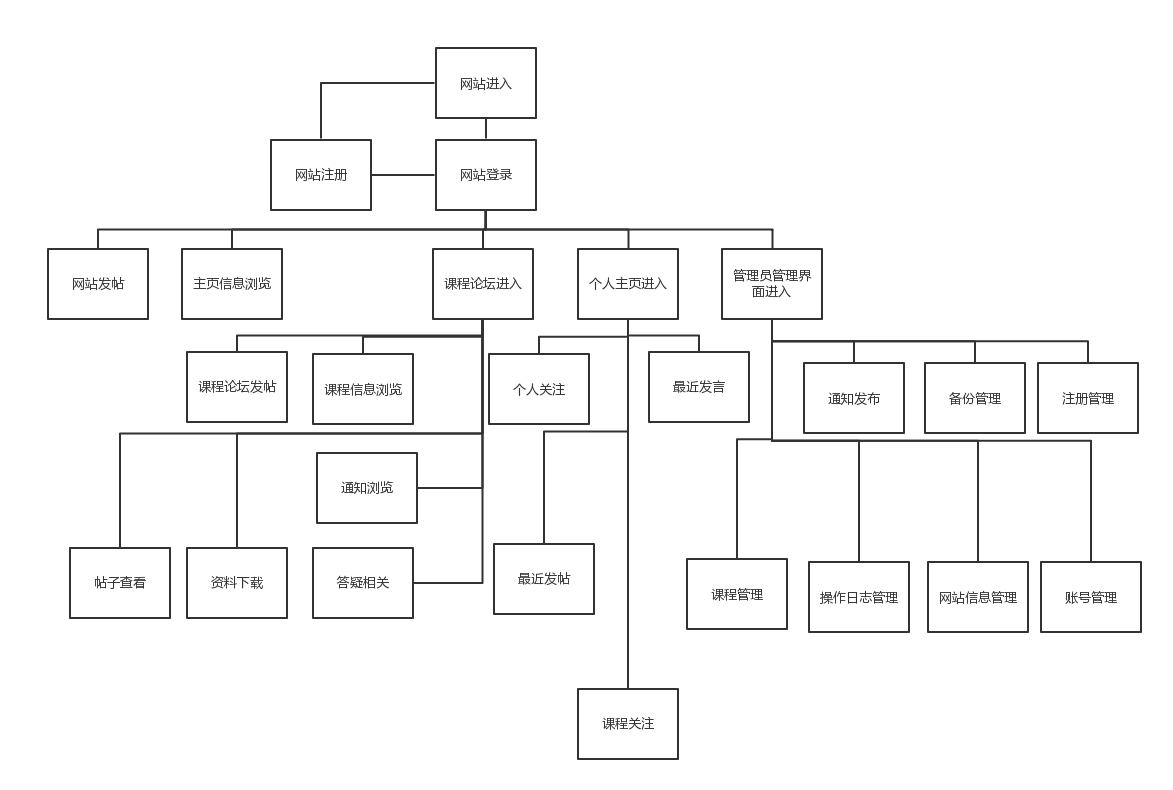 网站进入
网站注册
网站登录
网站发帖
主页信息浏览
课程论坛进入
个人主页进入
管理员管理界
面进入
课程论坛发帖
课程信息浏览
个人关注
最近发言
通知发布
备份管理
注册管理
通知浏览
帖子查看
资料下载
答疑相关
最近发帖
课程管理
操作日志管理
网站信息管理
账号管理
课程关注